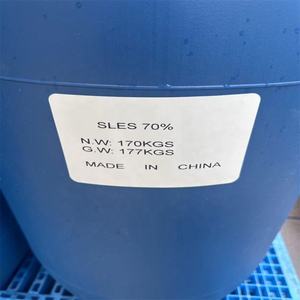 SLES 70%
N.W: 170KGS
G.W: 177KGS
MADE IN CHINA